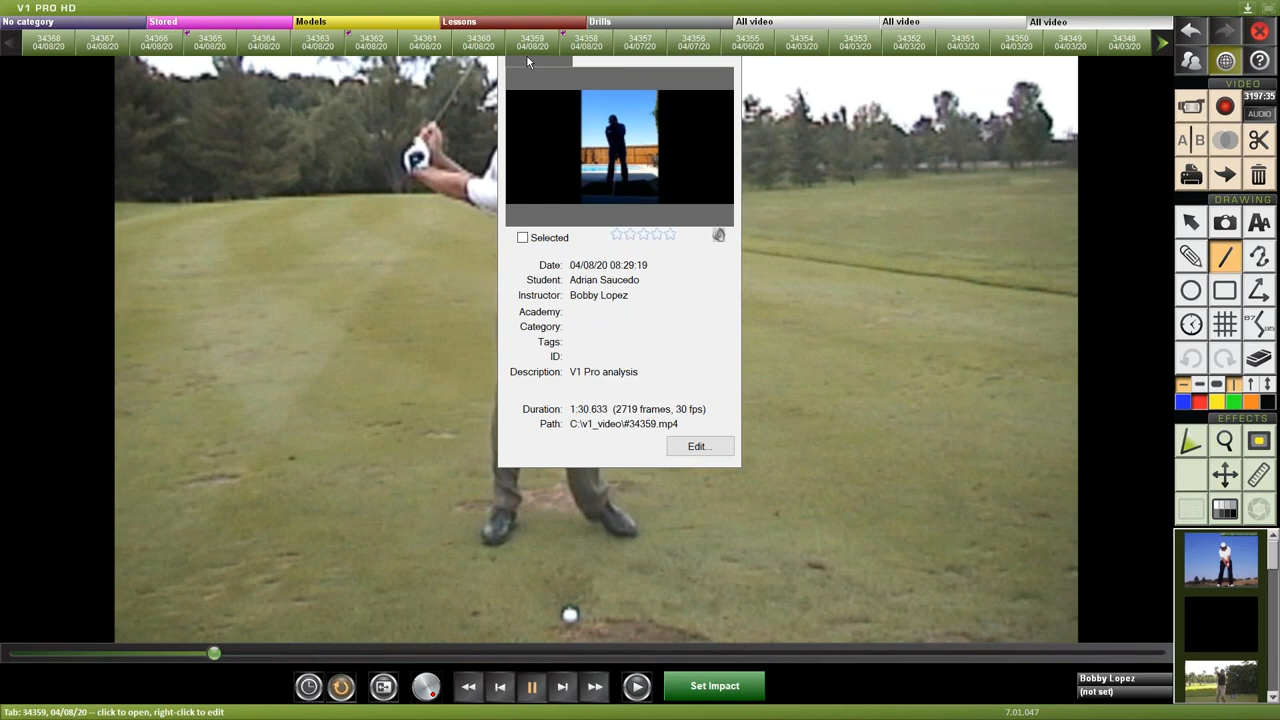 V1 PRO HD
No category Stored Models Lessons Drills All video All video All video
34368 34367 34366 34365 34364 34363 34362 34361 34360 34359 34358 34357 34356 34355 34353 34353 34352 34350 34349 34348
04/08/20 04/08/20 04/08/20 04/08/20 04/08/20 04/08/20 04/08/20 04/08/20 04/08/20 04/08/20 04/08/20 04/07/20 04/07/20 04/06/20 04/03/20 04/03/20 04/03/20 04/03/20 04/03/20 04/03/20
VIDEO
3197:35
AUDIO
A|B
DRAWING
AA
87
95
EFFECTS
Selected
Date: 04/08/20 08:29:19
Student: Adrian Saucedo
Instructor: Bobby Lopez
Academy:
Category:
Tags:
ID:
Description: V1 Pro analysis
Duration: 1:30.633 (2719 frames, 30 fps)
Path: C:\v1_video\#34359.mp4
Edit...
Set Impact
Bobby Lopez
(not set)
Tab: 34359, 04/08/20 -- click to open, right-click to edit
7.01.047